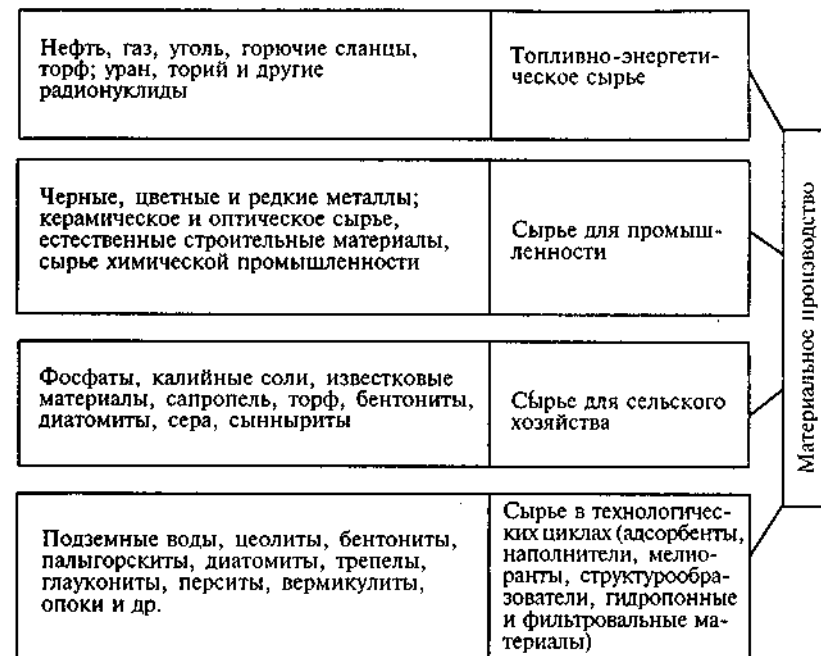 Нефть, газ, уголь, горючие сланцы,
торф; уран, торий и другие
радионуклиды
Топливно-энергети-
ческое сырье
Черные, цветные и редкие металлы;
керамическое и оптическое сырье,
естественные строительные материалы,
сырье химической промышленности
Сырье для промыш-
ленности
Фосфаты, калийные соли, известковые
материалы, сапропель, торф, бентониты,
диатомиты, сера, сынныриты
Сырье для сельского
хозяйства
Подземные воды, цеолиты, бентониты,
палыгорскиты, диатомиты, трепелы,
глаукониты, перситы, вермикулиты,
опоки и др.
Сырье в технологичес-
ких циклах (адсорбенты,
наполнители, мелио-
ранты, структурообра-
зователи, гидропонные
и фильтровальные ма-
териалы)
Материальное производство